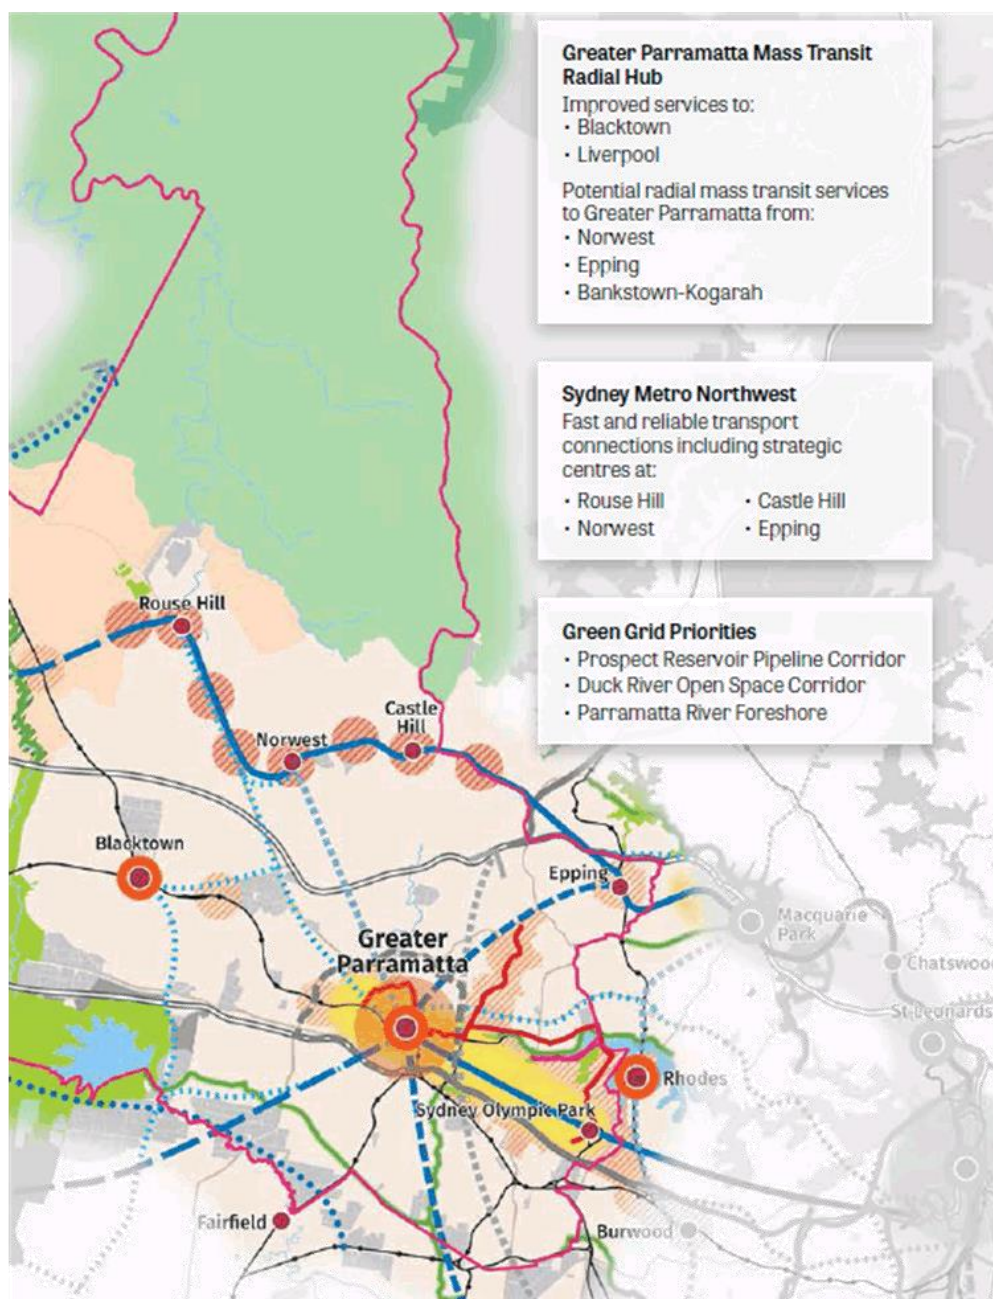 Greater Parramatta Mass Transit
Radial Hub
Improved services to:
· Blacktown
· Liverpool
Potential radial mass transit services
to Greater Parramatta from:
· Norwest
· Epping
· Bankstown-Kogarah
Sydney Metro Northwest
Fast and reliable transport
connections including strategic
centres at:
· Rouse Hill
· Castle Hill
· Norwest
· Epping
Green Grid Priorities
· Prospect Reservoir Pipeline Corridor
· Duck River Open Space Corridor
· Parramatta River Foreshore
Rouse Hill
Castle
Hill
Norwest
Blacktown
Epping
Macquarie
Park
Greater
Parramatta
Chatswood
St Leonards
Rhodes
Sydney Olympic Park
Fairfield
Burwood